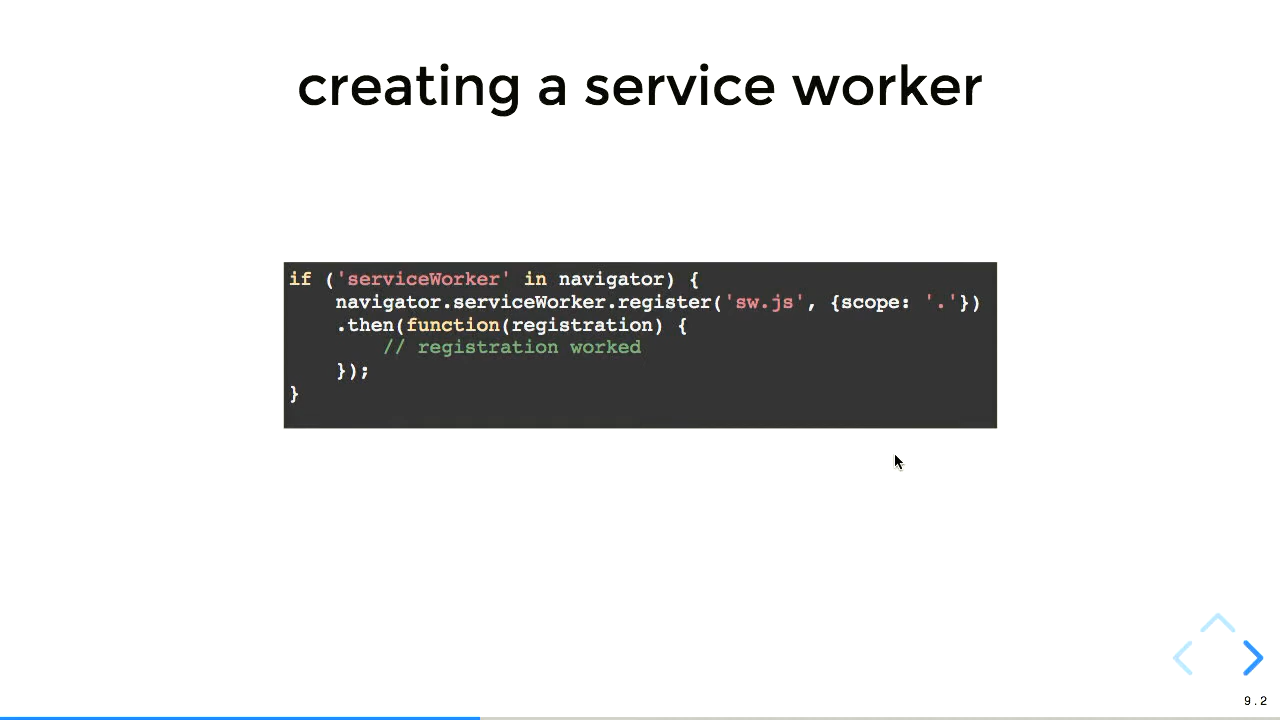 creating a service worker
if ('serviceWorker' in navigator) {
    navigator.serviceWorker.register('sw.js', {scope: '.'})
    .then(function(registration) {
        // registration worked
    });
}
9.2